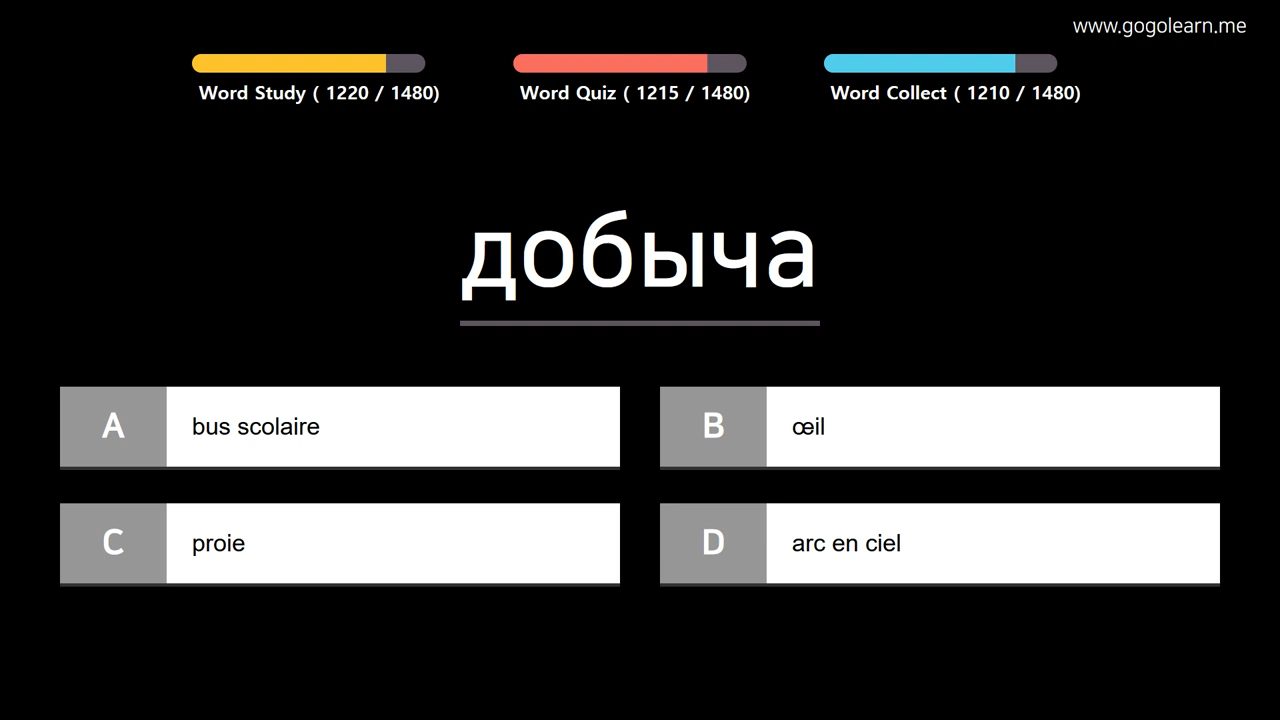 www.gogolearn.me
Word Study ( 1220 / 1480)
Word Quiz ( 1215 / 1480)
Word Collect ( 1210 / 1480)
добыча
A
bus scolaire
B
œil
C
proie
D
arc en ciel